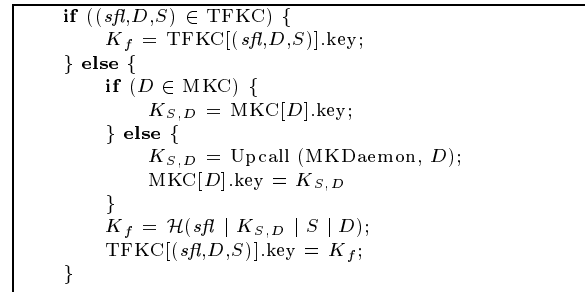 if ((sfl,D,S) ∈ TFKC) {
K_f = TFKC[(sfl,D,S)].key;
} else {
if (D ∈ MKC) {
K_{S,D} = MKC[D].key;
} else {
K_{S,D} = Upcall (MKDaemon, D);
MKC[D].key = K_{S,D}
}
K_f = ℋ(sfl | K_{S,D} | S | D);
TFKC[(sfl,D,S)].key = K_f;
}